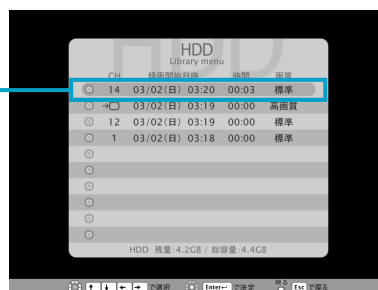 HDD
Library menu
CH 録画開始日時 時間 画質
14 03/02(日) 03:20 00:03 標準
03/02(日) 03:19 00:00 高画質
12 03/02(日) 03:19 00:00 標準
1 03/02(日) 03:18 00:00 標準
HDD 残量:4.2GB / 総容量:4.4GB
↑ ↓ ← → で選択 Enter↵ で決定 戻る Esc で戻る